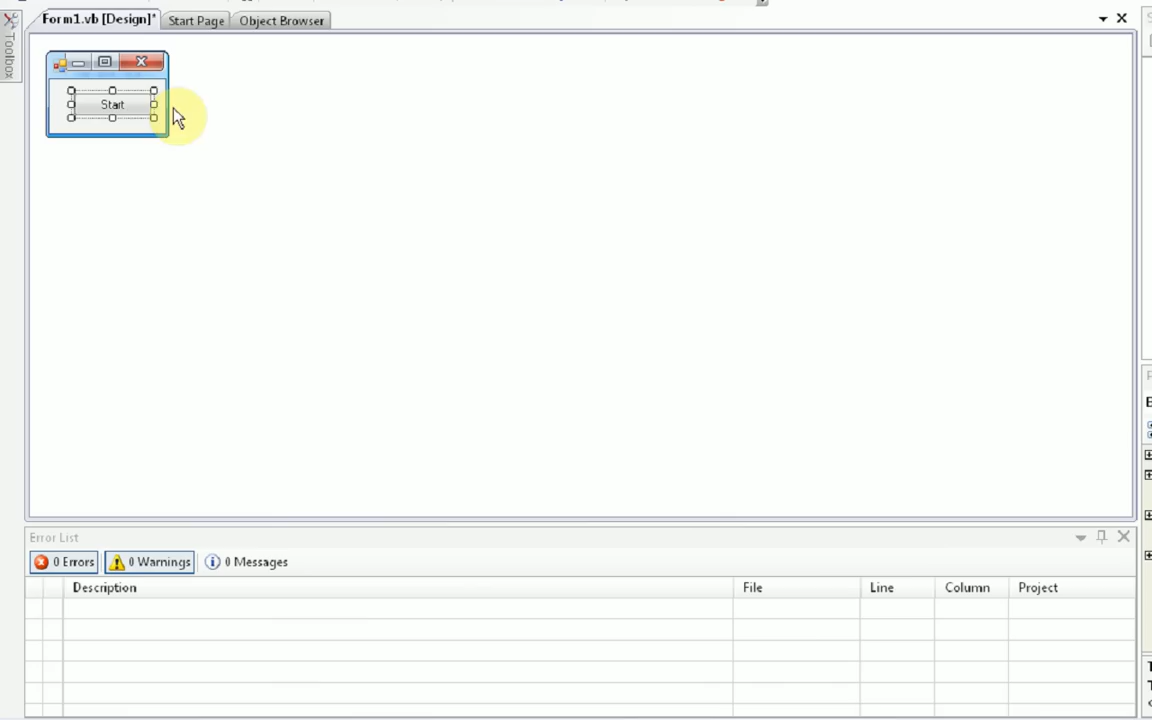 Form1.vb [Design]* Start Page Object Browser
Toolbox
Start
Error List
0 Errors 0 Warnings 0 Messages
Description File Line Column Project